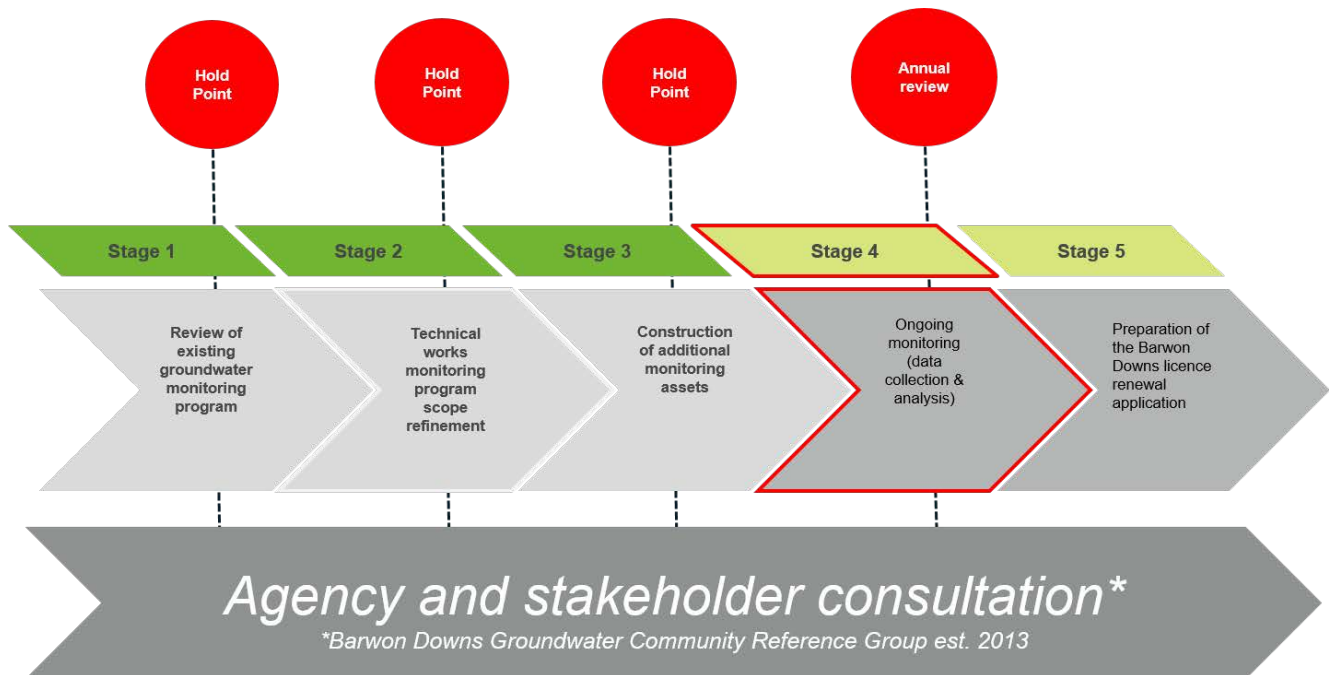 Hold
Point
Hold
Point
Hold
Point
Annual
review
Stage 1
Stage 2
Stage 3
Stage 4
Stage 5
Review of
existing
groundwater
monitoring
program
Technical
works
monitoring
program
scope
refinement
Construction
of additional
monitoring
assets
Ongoing
monitoring
(data
collection &
analysis)
Preparation of
the Barwon
Downs licence
renewal
application
Agency and stakeholder consultation*
*Barwon Downs Groundwater Community Reference Group est. 2013